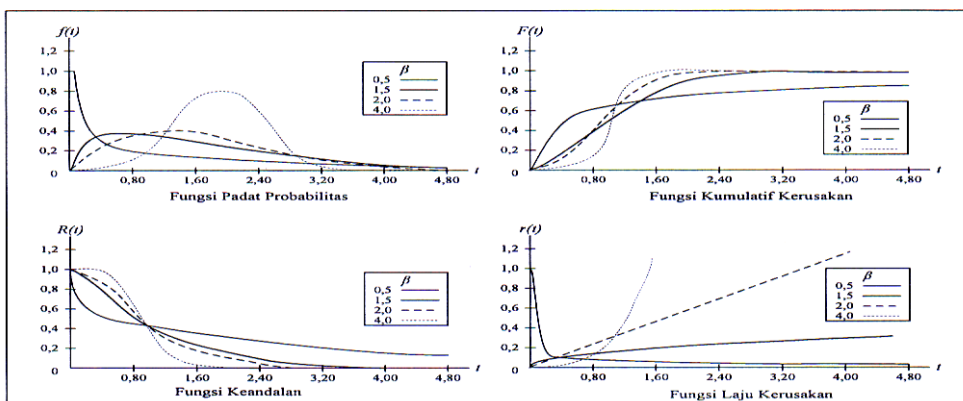 f(t)
1,2
1,0
0,8
0,6
0,4
0,2
0
0,80 1,60 2,40 3,20 4,00 4,80 t
β
0,5
1,5
2,0
4,0
Fungsi Padat Probabilitas
F(t)
1,2
1,0
0,8
0,6
0,4
0,2
0
0,80 1,60 2,40 3,20 4,00 4,80 t
β
0,5
1,5
2,0
4,0
Fungsi Kumulatif Kerusakan
R(t)
1,2
1,0
0,8
0,6
0,4
0,2
0
0,80 1,60 2,40 3,20 4,00 4,80 t
β
0,5
1,5
2,0
4,0
Fungsi Keandalan
r(t)
1,2
1,0
0,8
0,6
0,4
0,2
0
0,80 1,60 2,40 3,20 4,00 4,80 t
β
0,5
1,5
2,0
4,0
Fungsi Laju Kerusakan